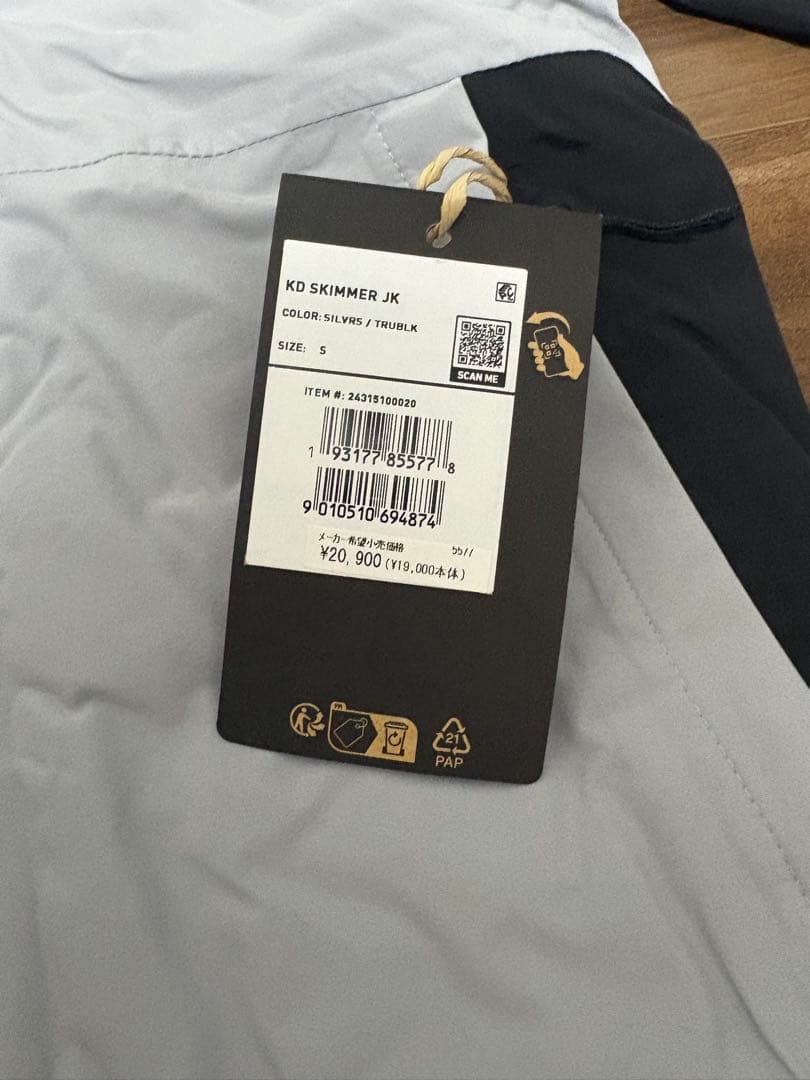 KD SKIMMER JK
COLOR: SILVR5 / TRUBLK
SIZE: S
SCAN ME
ITEM #: 24315100020
1 93177 85577 8
9 010510 694874
メーカー希望小売価格 5577
¥20,900 (¥19,000本体)
FR
21
PAP